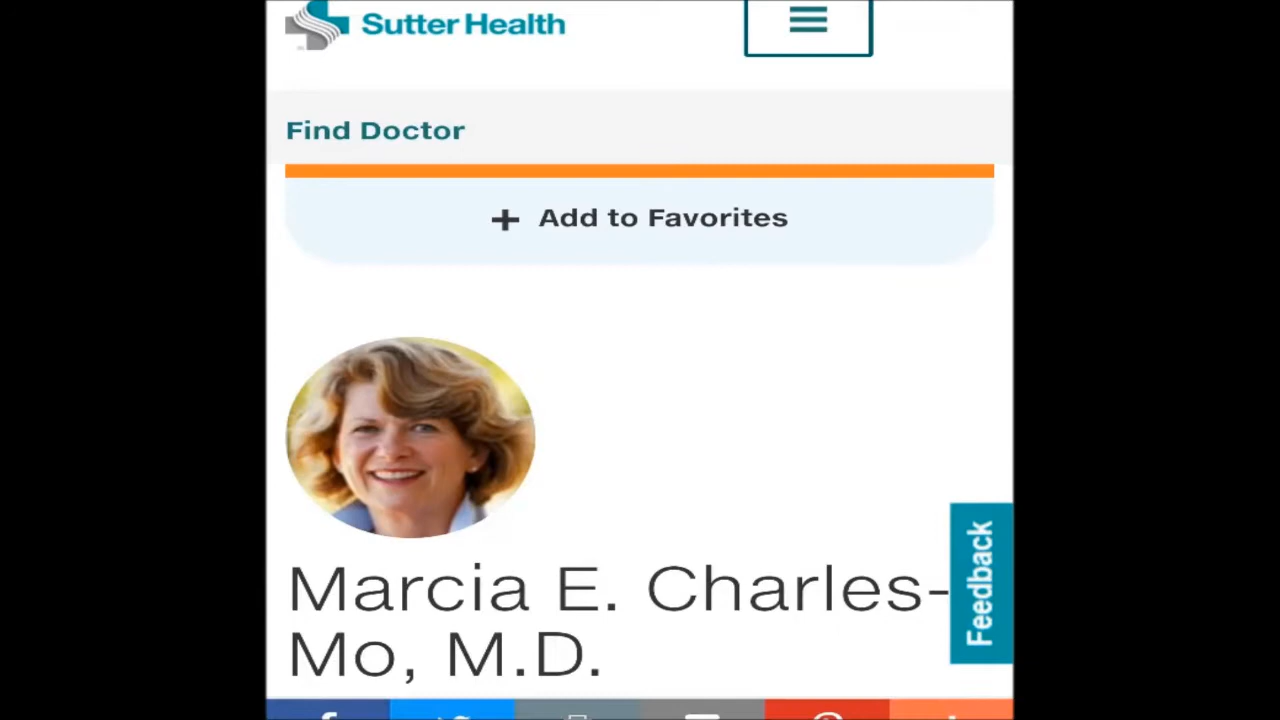 Sutter Health
Find Doctor
+ Add to Favorites
Marcia E. Charles-
Mo, M.D.
Feedback